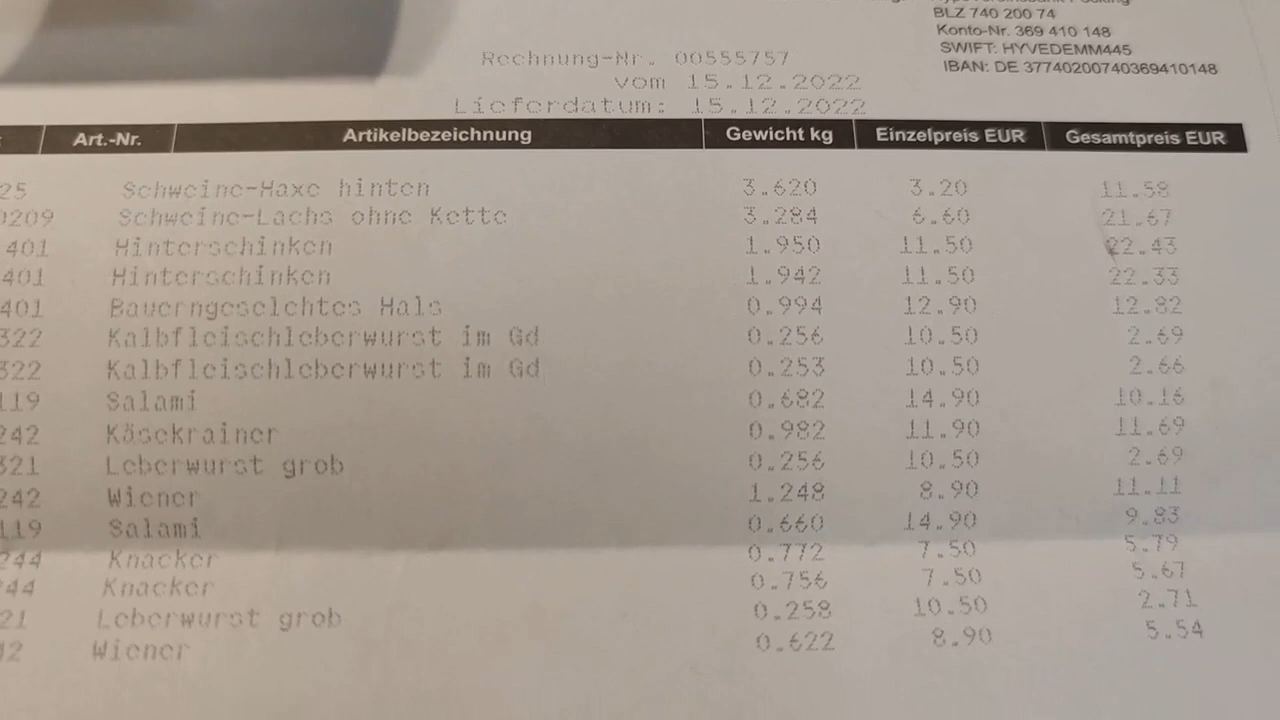 BLZ 740 200 74
Konto-Nr. 369 410 148
SWIFT: HYVEDEMM445
IBAN: DE 37740200740369410148
Rechnung-Nr. 00555757
vom 15.12.2022
Lieferdatum: 15.12.2022
Art.-Nr. Artikelbezeichnung Gewicht kg Einzelpreis EUR Gesamtpreis EUR
25 Schweine-Haxe hinten 3.620 3.20 11.58
0209 Schweine-Lachs ohne Kette 3.284 6.60 21.67
401 Hinterschinken 1.950 11.50 22.43
401 Hinterschinken 1.942 11.50 22.33
401 Bauerngeselchtes Hals 0.994 12.90 12.82
322 Kalbfleischleberwurst im Gd 0.256 10.50 2.69
322 Kalbfleischleberwurst im Gd 0.253 10.50 2.66
119 Salami 0.682 14.90 10.16
242 Käsekrainer 0.982 11.90 11.69
321 Leberwurst grob 0.256 10.50 2.69
242 Wiener 1.248 8.90 11.11
119 Salami 0.660 14.90 9.83
244 Knacker 0.772 7.50 5.79
44 Knacker 0.756 7.50 5.67
21 Leberwurst grob 0.258 10.50 2.71
42 Wiener 0.622 8.90 5.54